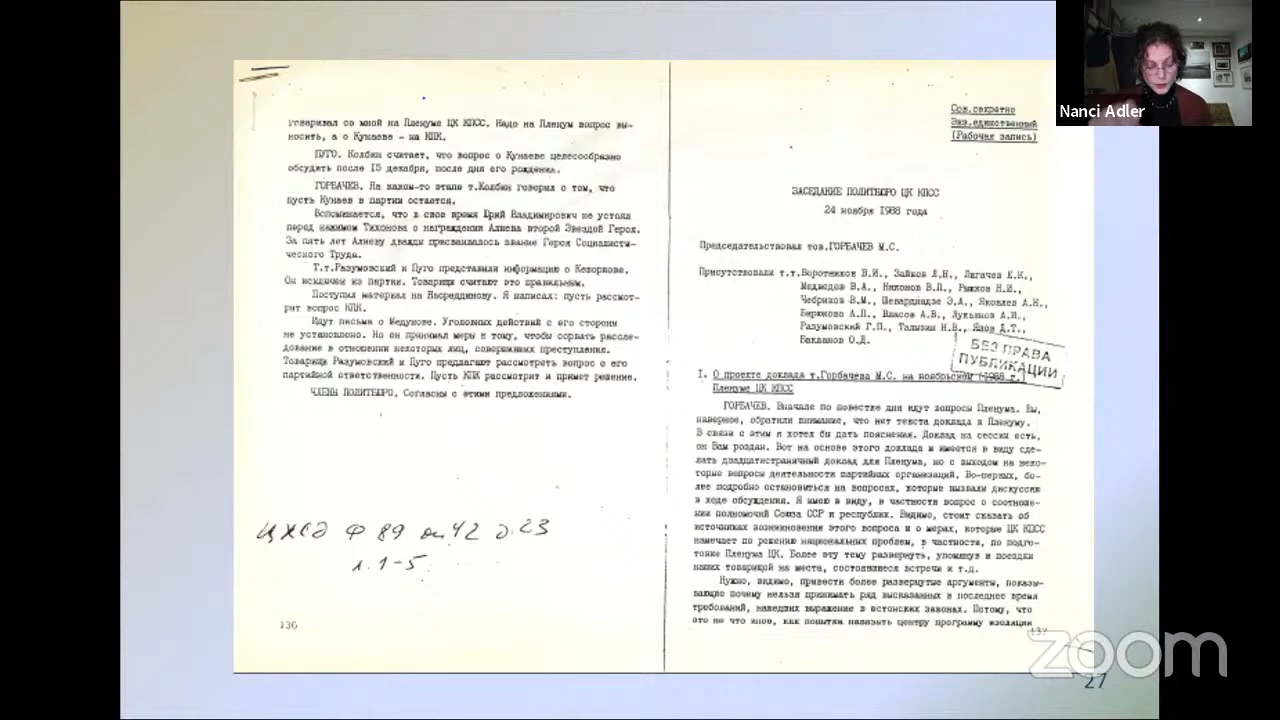 Nanci Adler
говаривал со мной на Пленуме ЦК КПСС. Надо на Пленум вопрос вы-
носить, а о Кунаеве - на КПК.
ПУГО. Колбин считает, что вопрос о Кунаеве целесообразно
обсудить после 15 декабря, после дня его рождения.
ГОРБАЧЕВ. На каком-то этапе т.Колбин говорил о том, что
пусть Кунаев в партии остается.
Вспоминается, что в свое время Юрий Владимирович не устоял
перед нажимом Тихонова о награждении Алиева второй Звездой Героя.
За пять лет Алиеву дважды присваивалось звание Героя Социалисти-
ческого Труда.
Т.т.Разумовский и Пуго представили информацию о Кеворкове.
Он исключен из партии. Товарищи считают это правильным.
Поступил материал на Насреддинову. Я написал: пусть рассмот-
рит вопрос КПК.
Идут письма о Медунове. Уголовных действий с его стороны
не установлено. Но он принимал меры к тому, чтобы сорвать рассле-
дование в отношении некоторых лиц, совершивших преступления.
Товарищи Разумовский и Пуго предлагают рассмотреть вопрос о его
партийной ответственности. Пусть КПК рассмотрит и примет решение.
ЧЛЕНЫ ПОЛИТБЮРО. Согласны с этими предложениями.
ЦХСД Ф 89 оп. 42 д. 23
л. 1-5
136
Сов.секретно
Экз.единственный
(Рабочая запись)
ЗАСЕДАНИЕ ПОЛИТБЮРО ЦК КПСС
24 ноября 1988 года
Председательствовал тов.ГОРБАЧЕВ М.С.
Присутствовали т.т.Воротников В.И., Зайков Л.Н., Лигачев Е.К.,
Медведев В.А., Никонов В.П., Рыжков Н.И.,
Чебриков В.М., Шеварднадзе Э.А., Яковлев А.Н.,
Бирюкова А.П., Власов А.В., Лукьянов А.И.,
Разумовский Г.П., Талызин Н.В., Язов Д.Т.,
Бакланов О.Д.
БЕЗ ПРАВА
ПУБЛИКАЦИИ
I. О проекте доклада т.Горбачева М.С. на ноябрьском (1988 г.)
Пленуме ЦК КПСС
ГОРБАЧЕВ. Вначале по повестке дня идут вопросы Пленума. Вы,
наверное, обратили внимание, что нет текста доклада к Пленуму.
В связи с этим я хотел бы дать пояснения. Доклад на сессии есть,
он Вам роздан. Вот на основе этого доклада и имеется в виду сде-
лать двадцатистраничный доклад для Пленума, но с выходом на неко-
торые вопросы деятельности партийных организаций. Во-первых, бо-
лее подробно остановиться на вопросах, которые вызвали дискуссию
в ходе обсуждения. Я имею в виду, в частности вопрос о соотноше-
нии полномочий Союза ССР и республик. Видимо, стоит сказать об
источниках возникновения этого вопроса и о мерах, которые ЦК КПСС
намечает по решению национальных проблем, в частности, по подго-
товке Пленума ЦК. Более эту тему развернуть, упомянув и поездки
наших товарищей на места, состоявшиеся встречи и т.д.
Нужно, видимо, привести более развернутые аргументы, показы-
вающие почему нельзя принимать ряд высказанных в последнее время
требований, нашедших выражение в эстонских законах. Потому, что
это не что иное, как попытка навязать центру программу изоляции
137
zoom
27